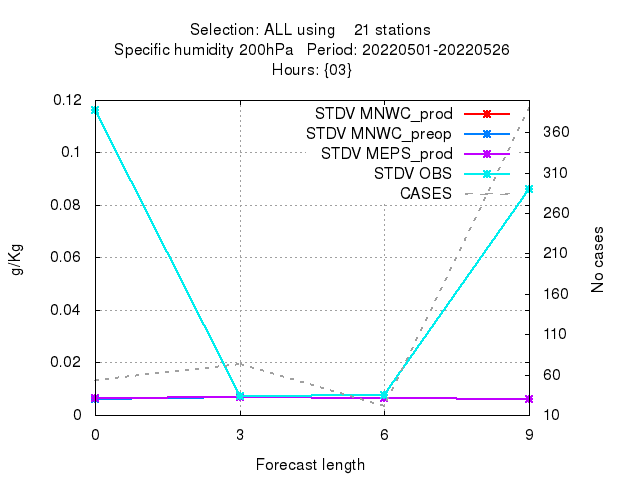 Selection: ALL using 21 stations
Specific humidity 200hPa Period: 20220501-20220526
Hours: {03}
STDV MNWC_prod
STDV MNWC_preop
STDV MEPS_prod
STDV OBS
CASES
0.12
0.1
0.08
0.06
0.04
0.02
0
g/Kg
360
310
260
210
160
110
60
10
No cases
0 3 6 9
Forecast length